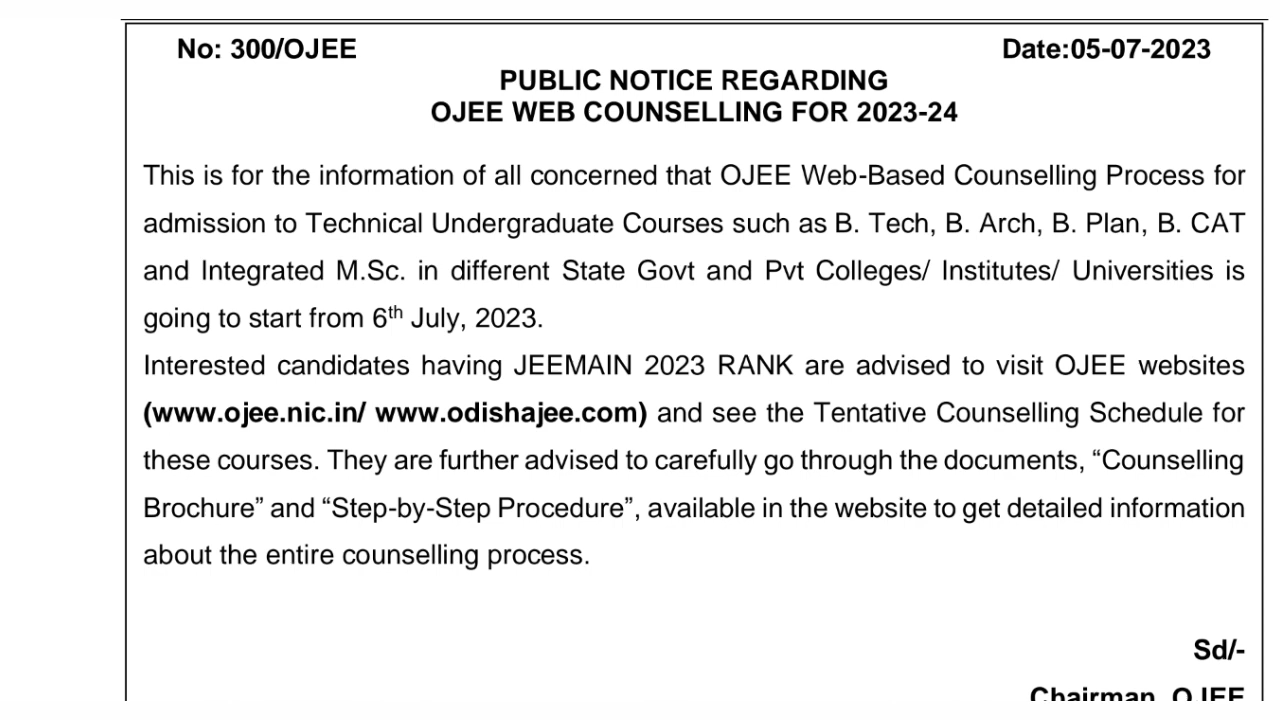 No: 300/OJEE Date:05-07-2023
PUBLIC NOTICE REGARDING
OJEE WEB COUNSELLING FOR 2023-24
This is for the information of all concerned that OJEE Web-Based Counselling Process for
admission to Technical Undergraduate Courses such as B. Tech, B. Arch, B. Plan, B. CAT
and Integrated M.Sc. in different State Govt and Pvt Colleges/ Institutes/ Universities is
going to start from 6th July, 2023.
Interested candidates having JEEMAIN 2023 RANK are advised to visit OJEE websites
(www.ojee.nic.in/ www.odishajee.com) and see the Tentative Counselling Schedule for
these courses. They are further advised to carefully go through the documents, “Counselling
Brochure” and “Step-by-Step Procedure”, available in the website to get detailed information
about the entire counselling process.
Sd/-
Chairman, OJEE